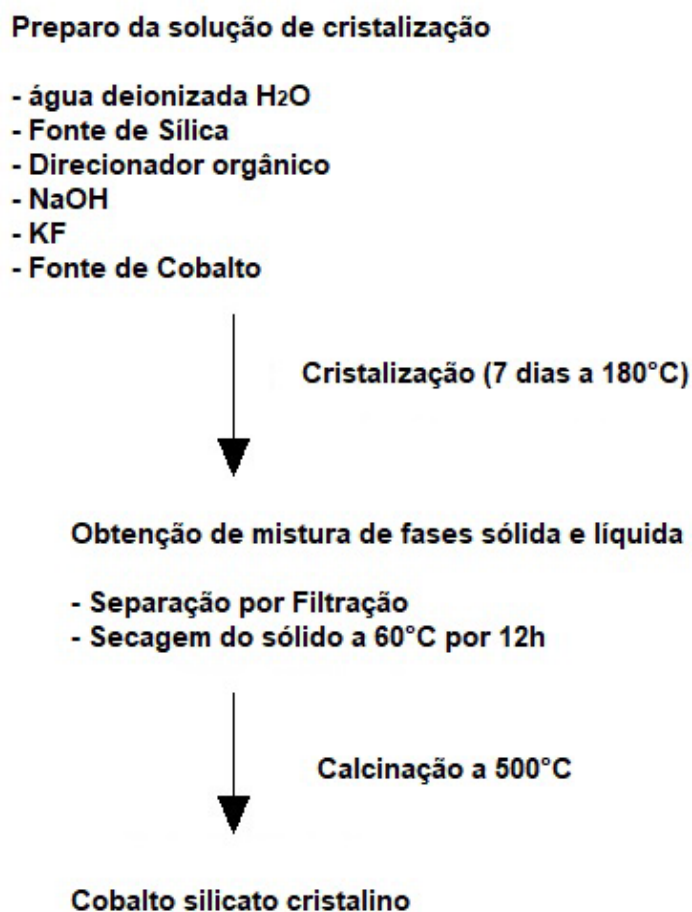 Preparo da solução de cristalização
- água deionizada H2O
- Fonte de Sílica
- Direcionador orgânico
- NaOH
- KF
- Fonte de Cobalto
Cristalização (7 dias a 180°C)
Obtenção de mistura de fases sólida e líquida
- Separação por Filtração
- Secagem do sólido a 60°C por 12h
Calcinação a 500°C
Cobalto silicato cristalino